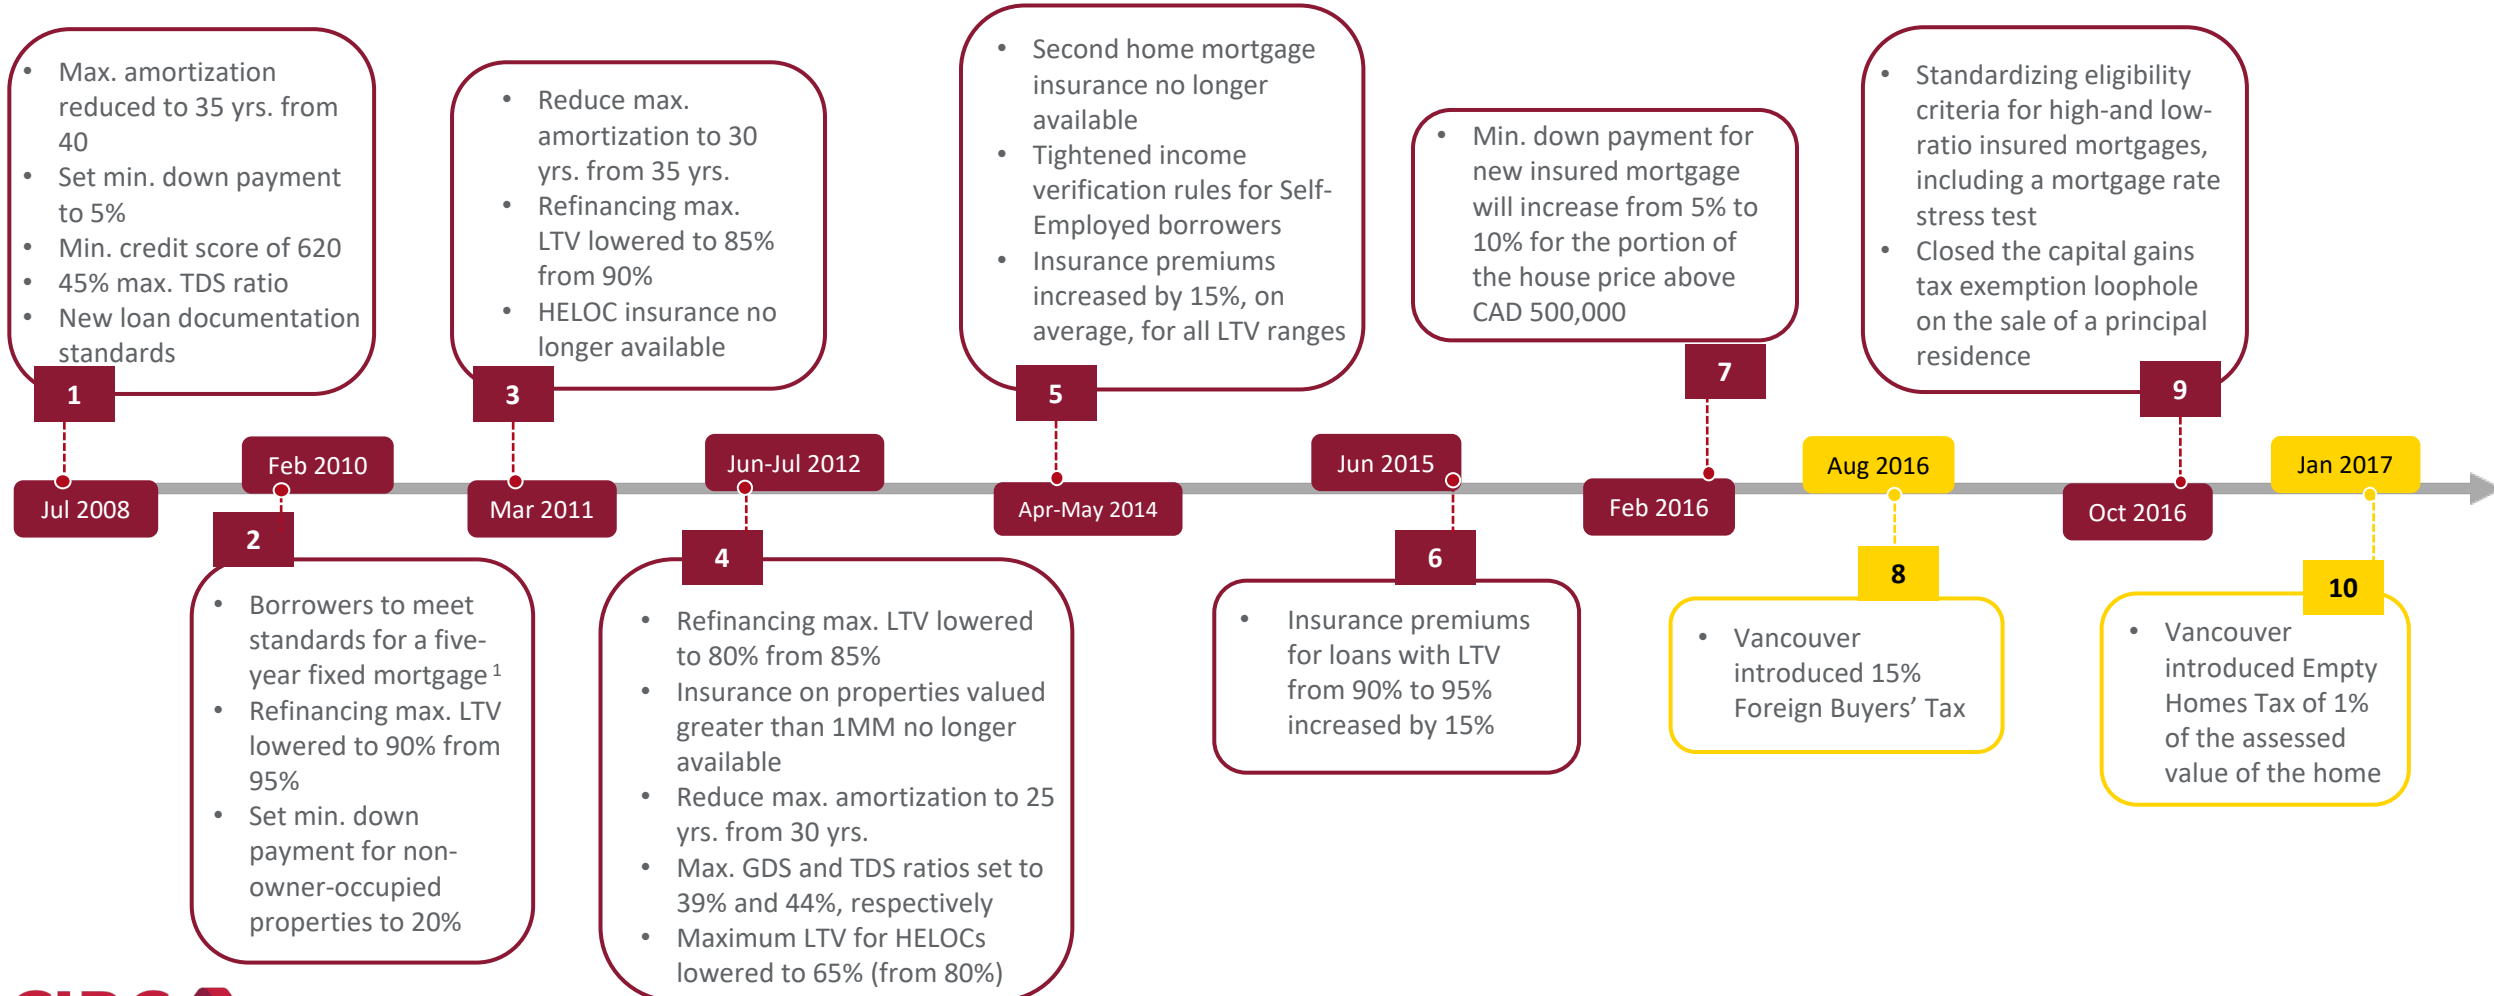 • Max. amortization
reduced to 35 yrs. from
40
• Set min. down payment
to 5%
• Min. credit score of 620
• 45% max. TDS ratio
• New loan documentation
standards
1
Jul 2008
Feb 2010
2
• Borrowers to meet
standards for a five-
year fixed mortgage 1
• Refinancing max. LTV
lowered to 90% from
95%
• Set min. down
payment for non-
owner-occupied
properties to 20%
• Reduce max.
amortization to 30
yrs. from 35 yrs.
• Refinancing max.
LTV lowered to 85%
from 90%
• HELOC insurance no
longer available
3
Mar 2011
Jun-Jul 2012
4
• Refinancing max. LTV lowered
to 80% from 85%
• Insurance on properties valued
greater than 1MM no longer
available
• Reduce max. amortization to 25
yrs. from 30 yrs.
• Max. GDS and TDS ratios set to
39% and 44%, respectively
• Maximum LTV for HELOCs
lowered to 65% (from 80%)
• Second home mortgage
insurance no longer
available
• Tightened income
verification rules for Self-
Employed borrowers
• Insurance premiums
increased by 15%, on
average, for all LTV ranges
5
Apr-May 2014
Jun 2015
6
• Insurance premiums
for loans with LTV
from 90% to 95%
increased by 15%
• Min. down payment for
new insured mortgage
will increase from 5% to
10% for the portion of
the house price above
CAD 500,000
7
Feb 2016
Aug 2016
8
• Vancouver
introduced 15%
Foreign Buyers’ Tax
• Standardizing eligibility
criteria for high-and low-
ratio insured mortgages,
including a mortgage rate
stress test
• Closed the capital gains
tax exemption loophole
on the sale of a principal
residence
9
Oct 2016
Jan 2017
10
• Vancouver
introduced Empty
Homes Tax of 1%
of the assessed
value of the home